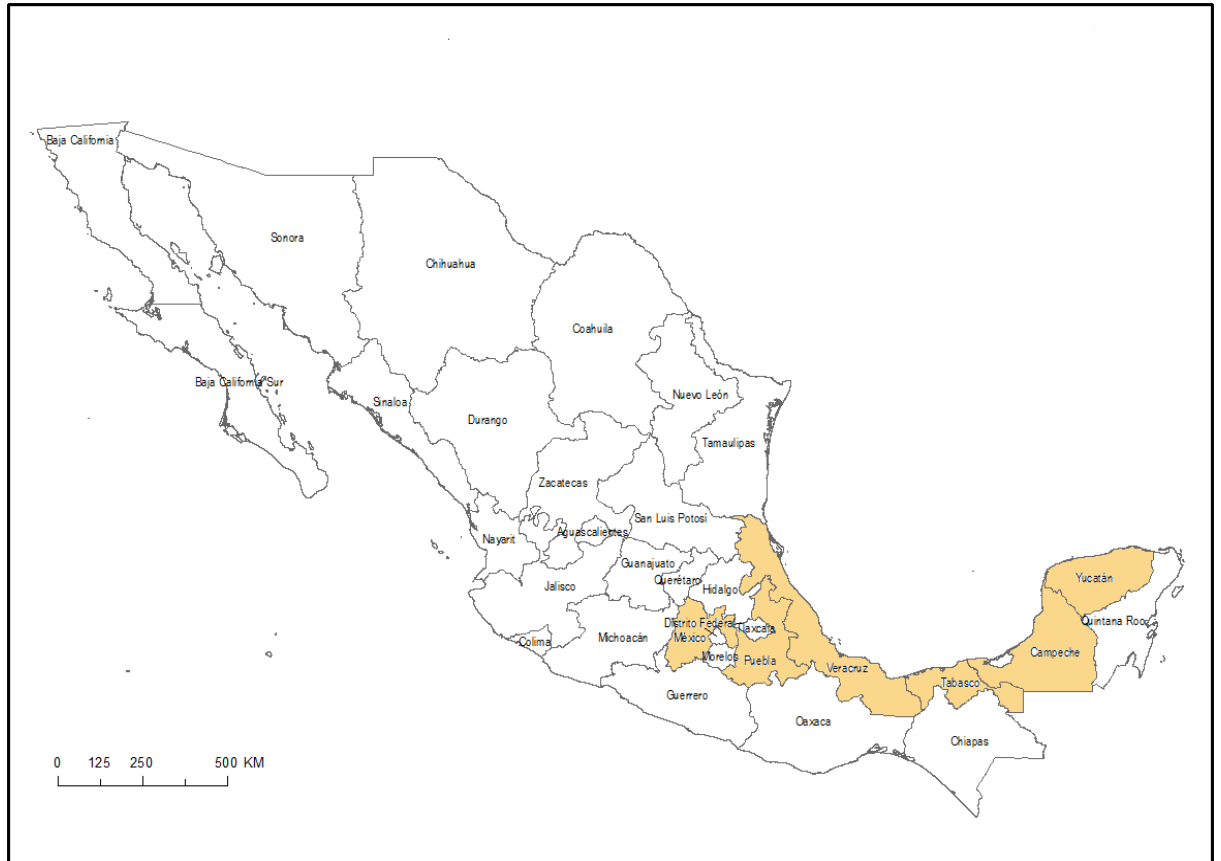 Baja California
Sonora
Chihuahua
Coahuila
Baja California Sur
Sinaloa
Durango
Nuevo León
Tamaulipas
Zacatecas
San Luis Potosi
Nayarit
Aguascalientes
Guanajuato
Querétaro
Hidalgo
Jalisco
Yucatán
Quintana Roo
Distrito Federal
Tlaxcala
Colima
Michoacán
México
Morelos
Puebla
Veracruz
Campeche
Tabasco
Guerrero
Oaxaca
Chiapas
0 125 250 500 KM